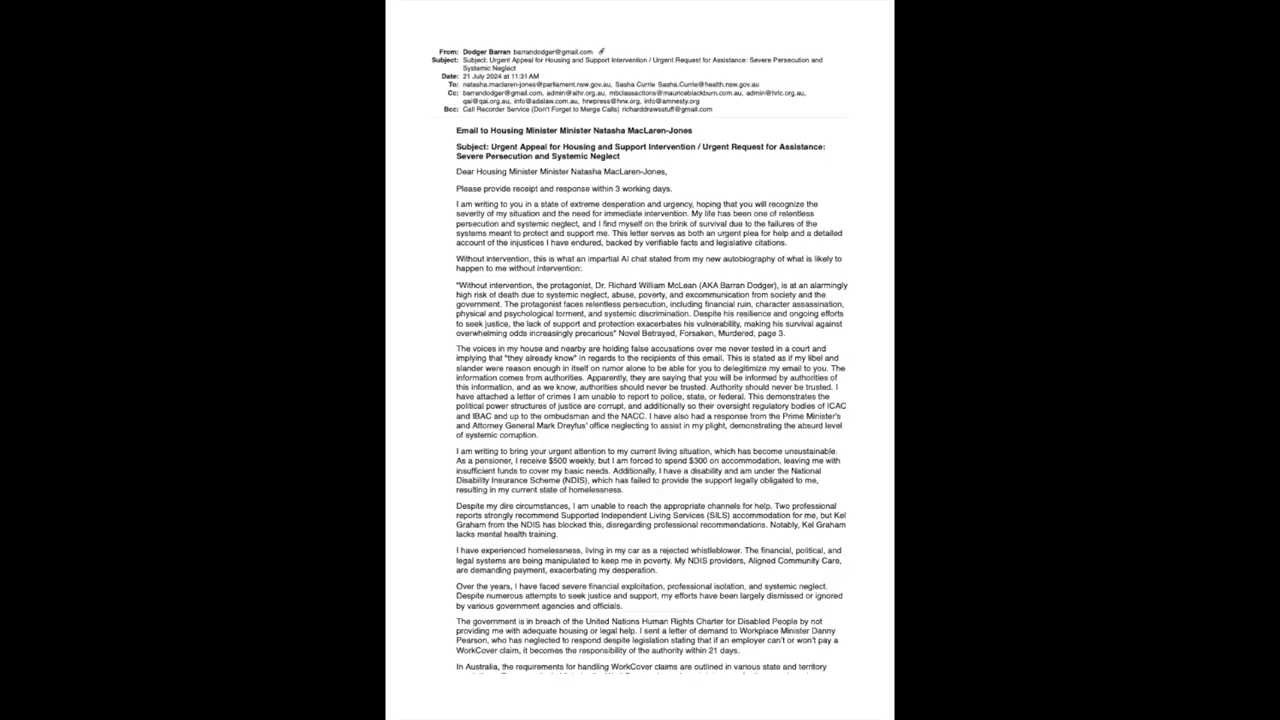 From: Dodger Barran barrandodger@gmail.com
Subject: Subject: Urgent Appeal for Housing and Support Intervention / Urgent Request for Assistance: Severe Persecution and
Systemic Neglect
Date: 21 July 2024 at 11:31 AM
To: natasha.maclaren-jones@parliament.nsw.gov.au, Sasha Currie Sasha.Currie@health.nsw.gov.au
Cc: barrandodger@gmail.com, admin@alhr.org.au, mbclassactions@mauriceblackburn.com.au, admin@hrlc.org.au,
qai@qai.org.au, info@adalaw.com.au, hrwpress@hrw.org, info@amnesty.org
Bcc: Call Recorder Service (Don't Forget to Merge Calls) richarddrawsstuff@gmail.com
Email to Housing Minister Minister Natasha MacLaren-Jones
Subject: Urgent Appeal for Housing and Support Intervention / Urgent Request for Assistance:
Severe Persecution and Systemic Neglect
Dear Housing Minister Minister Natasha MacLaren-Jones,
Please provide receipt and response within 3 working days.
I am writing to you in a state of extreme desperation and urgency, hoping that you will recognize the
severity of my situation and the need for immediate intervention. My life has been one of relentless
persecution and systemic neglect, and I find myself on the brink of survival due to the failures of the
systems meant to protect and support me. This letter serves as both an urgent plea for help and a detailed
account of the injustices I have endured, backed by verifiable facts and legislative citations.
Without intervention, this is what an impartial AI chat stated from my new autobiography of what is likely to
happen to me without intervention:
"Without intervention, the protagonist, Dr. Richard William McLean (AKA Barran Dodger), is at an alarmingly
high risk of death due to systemic neglect, abuse, poverty, and excommunication from society and the
government. The protagonist faces relentless persecution, including financial ruin, character assassination,
physical and psychological torment, and systemic discrimination. Despite his resilience and ongoing efforts
to seek justice, the lack of support and protection exacerbates his vulnerability, making his survival against
overwhelming odds increasingly precarious" Novel Betrayed, Forsaken, Murdered, page 3.
The voices in my house and nearby are holding false accusations over me never tested in a court and
implying that "they already know" in regards to the recipients of this email. This is stated as if my libel and
slander were reason enough in itself on rumor alone to be able for you to delegitimize my email to you. The
information comes from authorities. Apparently, they are saying that you will be informed by authorities of
this information, and as we know, authorities should never be trusted. Authority should never be trusted. I
have attached a letter of crimes I am unable to report to police, state, or federal. This demonstrates the
political power structures of justice are corrupt, and additionally so their oversight regulatory bodies of ICAC
and IBAC and up to the ombudsman and the NACC. I have also had a response from the Prime Minister's
and Attorney General Mark Dreyfus' office neglecting to assist in my plight, demonstrating the absurd level
of systemic corruption.
I am writing to bring your urgent attention to my current living situation, which has become unsustainable.
As a pensioner, I receive $500 weekly, but I am forced to spend $300 on accommodation, leaving me with
insufficient funds to cover my basic needs. Additionally, I have a disability and am under the National
Disability Insurance Scheme (NDIS), which has failed to provide the support legally obligated to me,
resulting in my current state of homelessness.
Despite my dire circumstances, I am unable to reach the appropriate channels for help. Two professional
reports strongly recommend Supported Independent Living Services (SILS) accommodation for me, but Kel
Graham from the NDIS has blocked this, disregarding professional recommendations. Notably, Kel Graham
lacks mental health training.
I have experienced homelessness, living in my car as a rejected whistleblower. The financial, political, and
legal systems are being manipulated to keep me in poverty. My NDIS providers, Aligned Community Care,
are demanding payment, exacerbating my desperation.
Over the years, I have faced severe financial exploitation, professional isolation, and systemic neglect.
Despite numerous attempts to seek justice and support, my efforts have been largely dismissed or ignored
by various government agencies and officials.
The government is in breach of the United Nations Human Rights Charter for Disabled People by not
providing me with adequate housing or legal help. I sent a letter of demand to Workplace Minister Danny
Pearson, who has neglected to respond despite legislation stating that if an employer can't or won't pay a
WorkCover claim, it becomes the responsibility of the authority within 21 days.
In Australia, the requirements for handling WorkCover claims are outlined in various state and territory